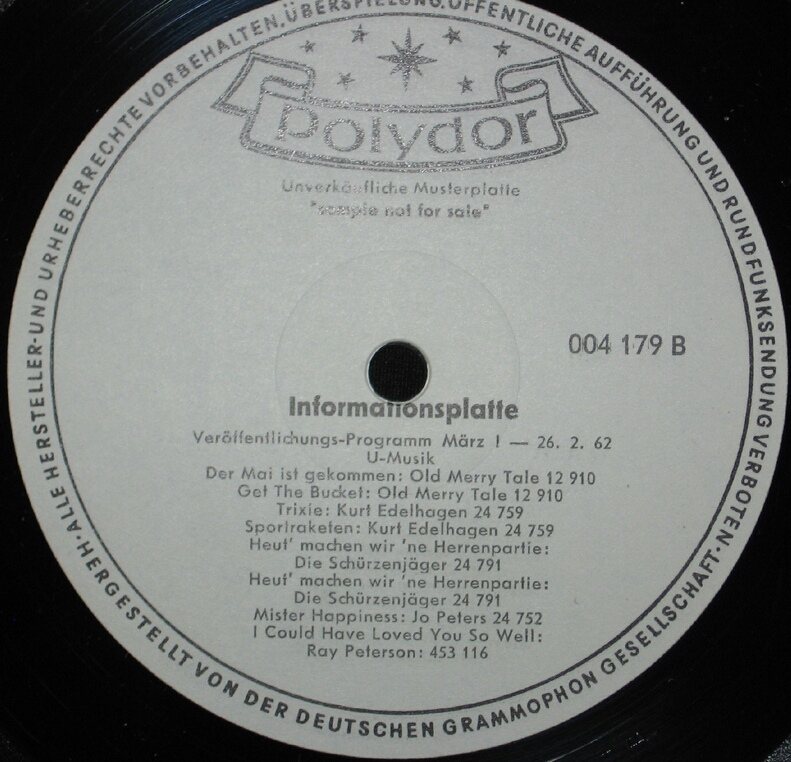 ALLE HERSTELLER- UND URHEBERRECHTE VORBEHALTEN. ÜBERSPIELUNG, ÖFFENTLICHE AUFFÜHRUNG UND RUNDFUNKSENDUNG VERBOTEN ·
HERGESTELLT VON DER DEUTSCHEN GRAMMOPHON GESELLSCHAFT ·
Polydor
Unverkäufliche Musterplatte
"sample not for sale"
004 179 B
Informationsplatte
Veröffentlichungs-Programm März I — 26. 2. 62
U-Musik
Der Mai ist gekommen: Old Merry Tale 12 910
Get The Bucket: Old Merry Tale 12 910
Trixie: Kurt Edelhagen 24 759
Sportraketen: Kurt Edelhagen 24 759
Heut' machen wir 'ne Herrenpartie:
Die Schürzenjäger 24 791
Heut' machen wir 'ne Herrenpartie:
Die Schürzenjäger 24 791
Mister Happiness: Jo Peters 24 752
I Could Have Loved You So Well:
Ray Peterson: 453 116